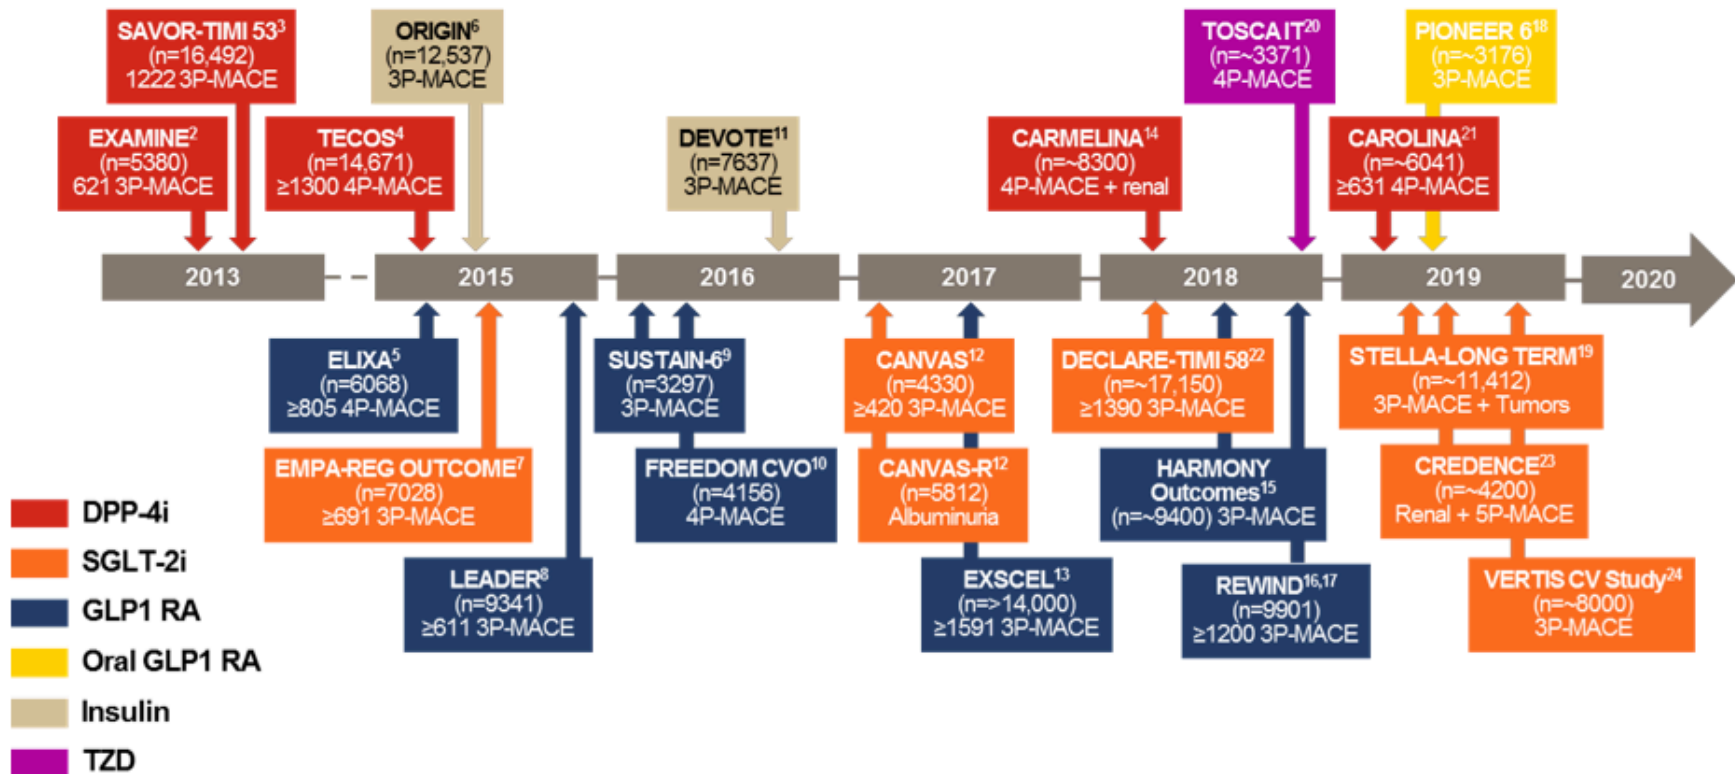 SAVOR-TIMI 53³
(n=16,492)
1222 3P-MACE
ORIGIN⁶
(n=12,537)
3P-MACE
TOSCA IT²⁰
(n=~3371)
4P-MACE
PIONEER 6¹⁸
(n=~3176)
3P-MACE
EXAMINE²
(n=5380)
621 3P-MACE
TECOS⁴
(n=14,671)
≥1300 4P-MACE
DEVOTE¹¹
(n=7637)
3P-MACE
CARMELINA¹⁴
(n=~8300)
4P-MACE + renal
CAROLINA²¹
(n=~6041)
≥631 4P-MACE
2013
2015
2016
2017
2018
2019
2020
ELIXA⁵
(n=6068)
≥805 4P-MACE
SUSTAIN-6⁹
(n=3297)
3P-MACE
CANVAS¹²
(n=4330)
≥420 3P-MACE
DECLARE-TIMI 58²²
(n=~17,150)
≥1390 3P-MACE
STELLA-LONG TERM¹⁹
(n=~11,412)
3P-MACE + Tumors
EMPA-REG OUTCOME⁷
(n=7028)
≥691 3P-MACE
FREEDOM CVO¹⁰
(n=4156)
4P-MACE
CANVAS-R¹²
(n=5812)
Albuminuria
HARMONY
Outcomes¹⁵
(n=~9400) 3P-MACE
CREDENCE²³
(n=~4200)
Renal + 5P-MACE
LEADER⁸
(n=9341)
≥611 3P-MACE
EXSCEL¹³
(n=>14,000)
≥1591 3P-MACE
REWIND¹⁶,¹⁷
(n=9901)
≥1200 3P-MACE
VERTIS CV Study²⁴
(n=~8000)
3P-MACE
DPP-4i
SGLT-2i
GLP1 RA
Oral GLP1 RA
Insulin
TZD